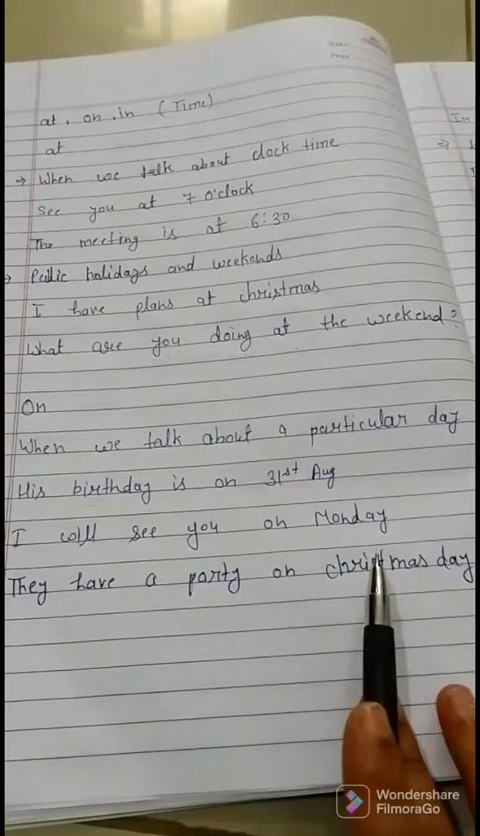 Date
Page
at, on, in (Time)
at
→ When we talk about clock time
See you at 7 o'clock
The meeting is at 6:30
→ Public holidays and weekends
I have plans at christmas
What are you doing at the weekend?
On
When we talk about a particular day
His birthday is on 31st Aug
I will see you on Monday
They have a party on christmas day
In
Wondershare
FilmoraGo